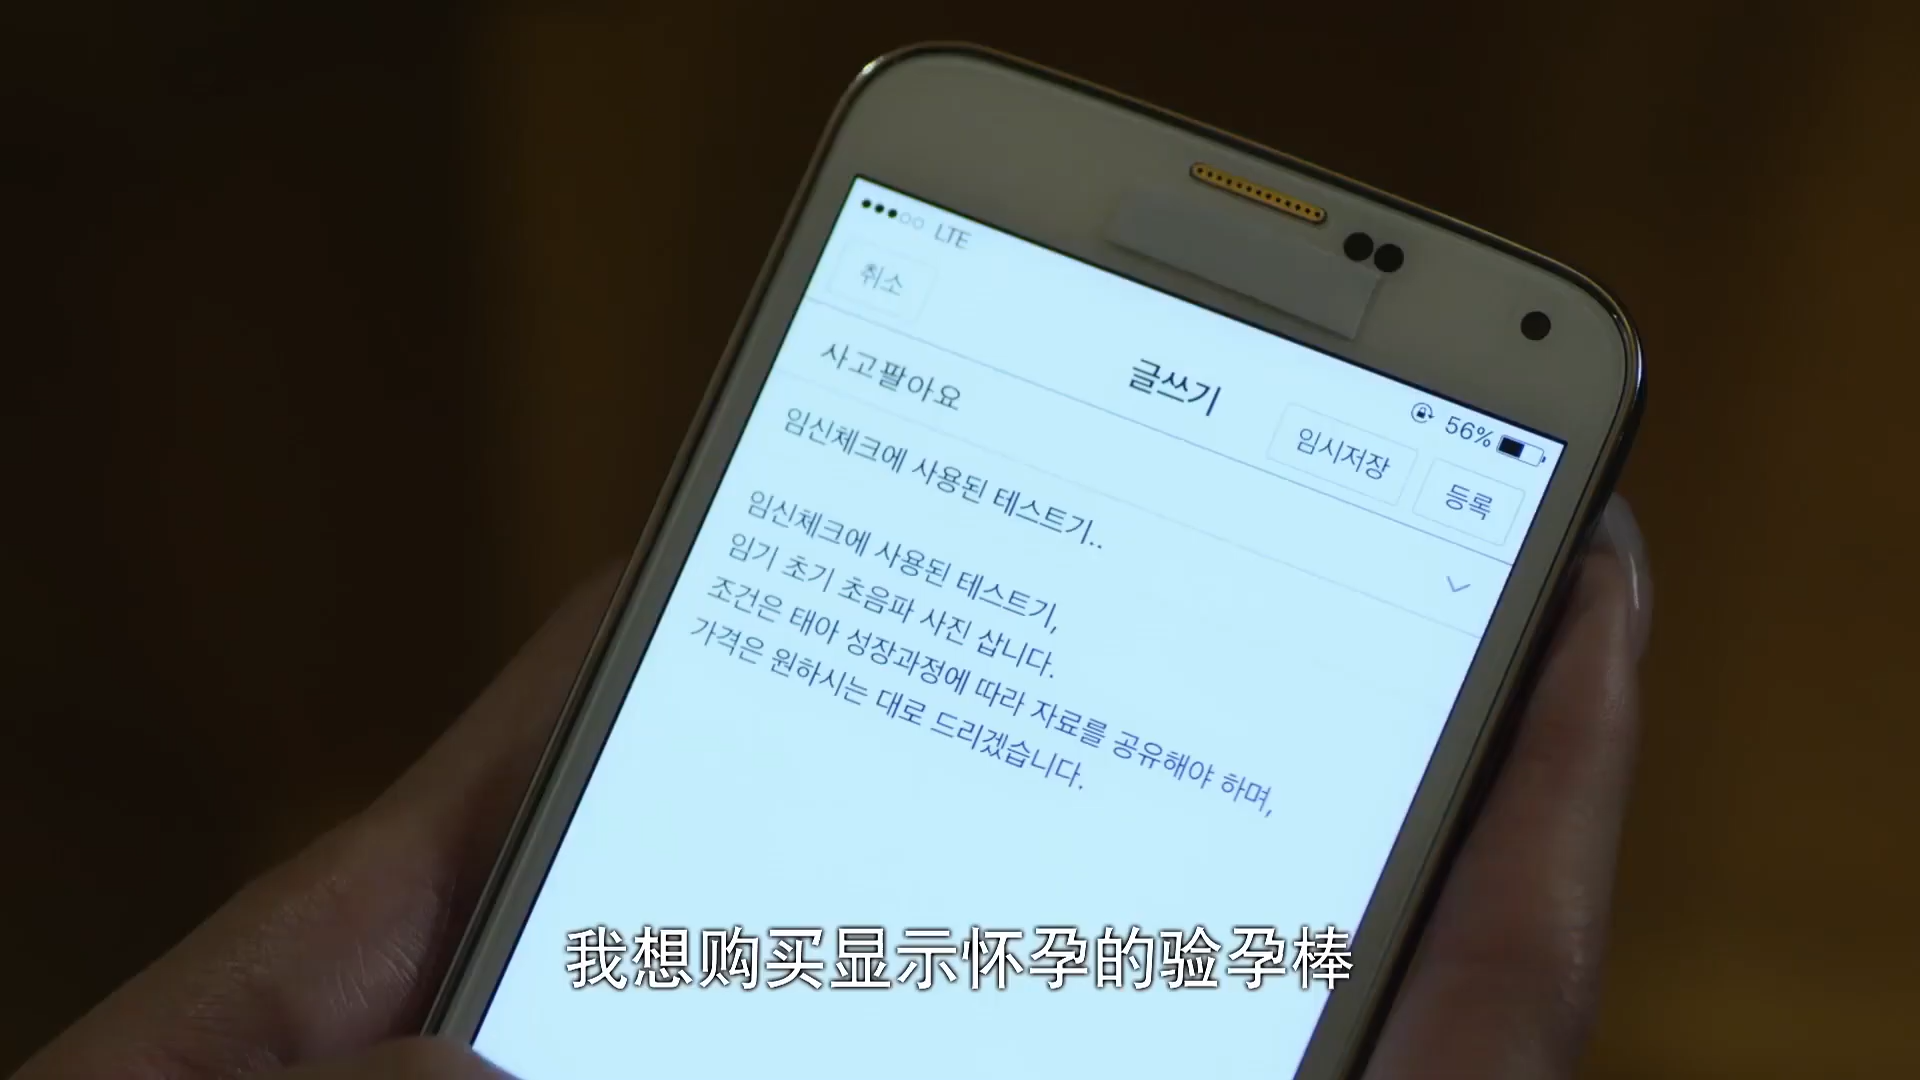 ●●●○○ LTE
56%
취소
글쓰기
임시저장
등록
사고팔아요
임신체크에 사용된 테스트기..
임신체크에 사용된 테스트기,
임기 초기 초음파 사진 삽니다.
조건은 태아 성장과정에 따라 자료를 공유해야 하며,
가격은 원하시는 대로 드리겠습니다.
我想购买显示怀孕的验孕棒